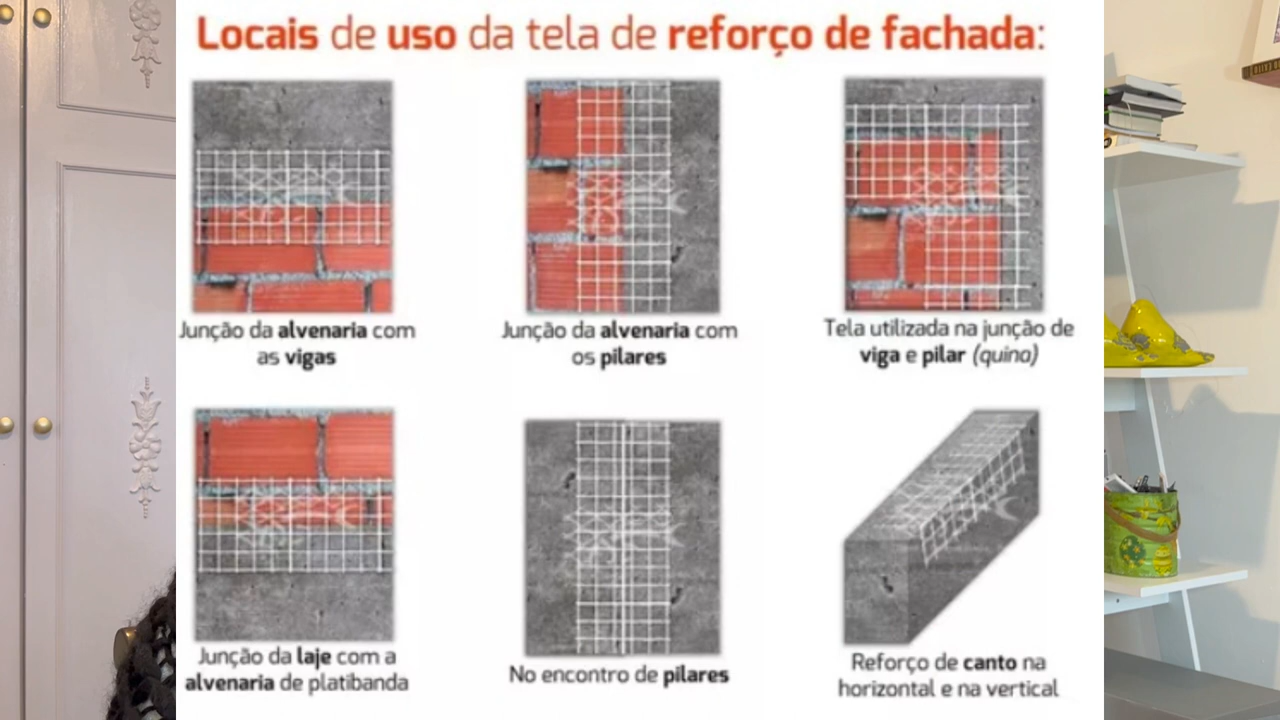 Locais de uso da tela de reforço de fachada:
Junção da alvenaria com
as vigas
Junção da alvenaria com
os pilares
Tela utilizada na junção de
viga e pilar (quina)
Junção da laje com a
alvenaria de platibanda
No encontro de pilares
Reforço de canto na
horizontal e na vertical